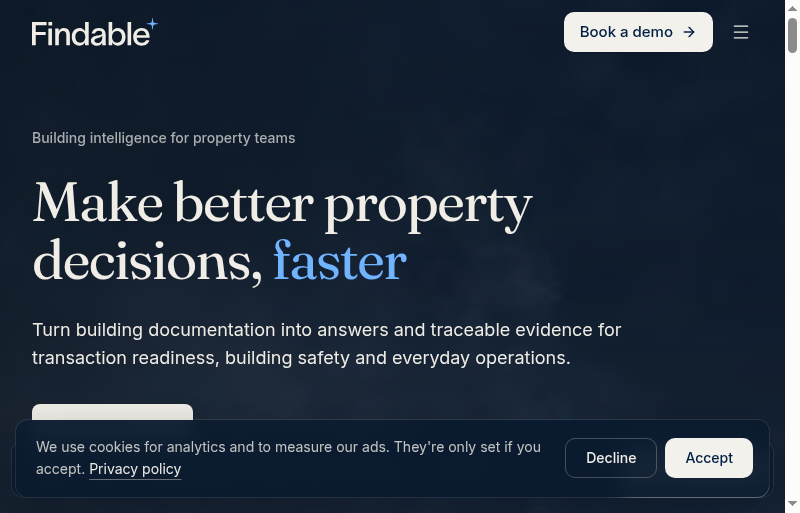 Findable
Book a demo
Building intelligence for property teams
Make better property
decisions, faster
Turn building documentation into answers and traceable evidence for
transaction readiness, building safety and everyday operations.
We use cookies for analytics and to measure our ads. They're only set if you
accept. Privacy policy
Decline
Accept